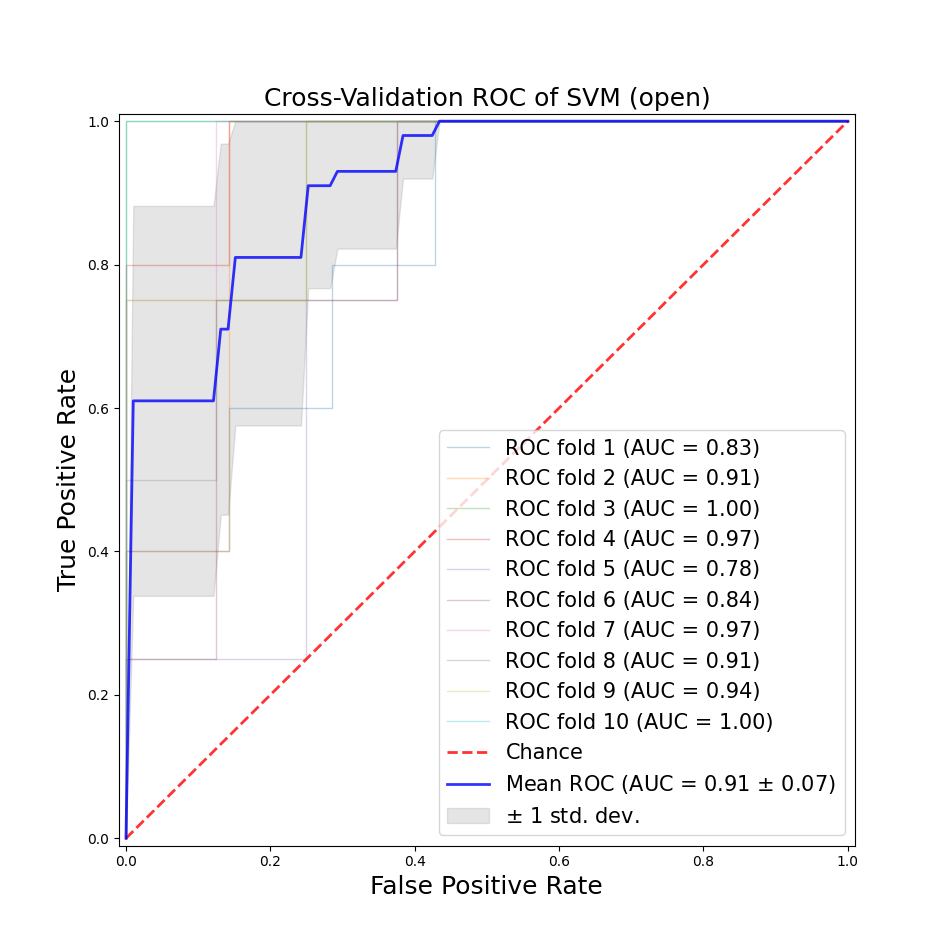 Cross-Validation ROC of SVM (open)
1.0
0.8
0.6
0.4
0.2
0.0
True Positive Rate
ROC fold 1 (AUC = 0.83)
ROC fold 2 (AUC = 0.91)
ROC fold 3 (AUC = 1.00)
ROC fold 4 (AUC = 0.97)
ROC fold 5 (AUC = 0.78)
ROC fold 6 (AUC = 0.84)
ROC fold 7 (AUC = 0.97)
ROC fold 8 (AUC = 0.91)
ROC fold 9 (AUC = 0.94)
ROC fold 10 (AUC = 1.00)
Chance
Mean ROC (AUC = 0.91 ± 0.07)
± 1 std. dev.
0.0 0.2 0.4 0.6 0.8 1.0
False Positive Rate